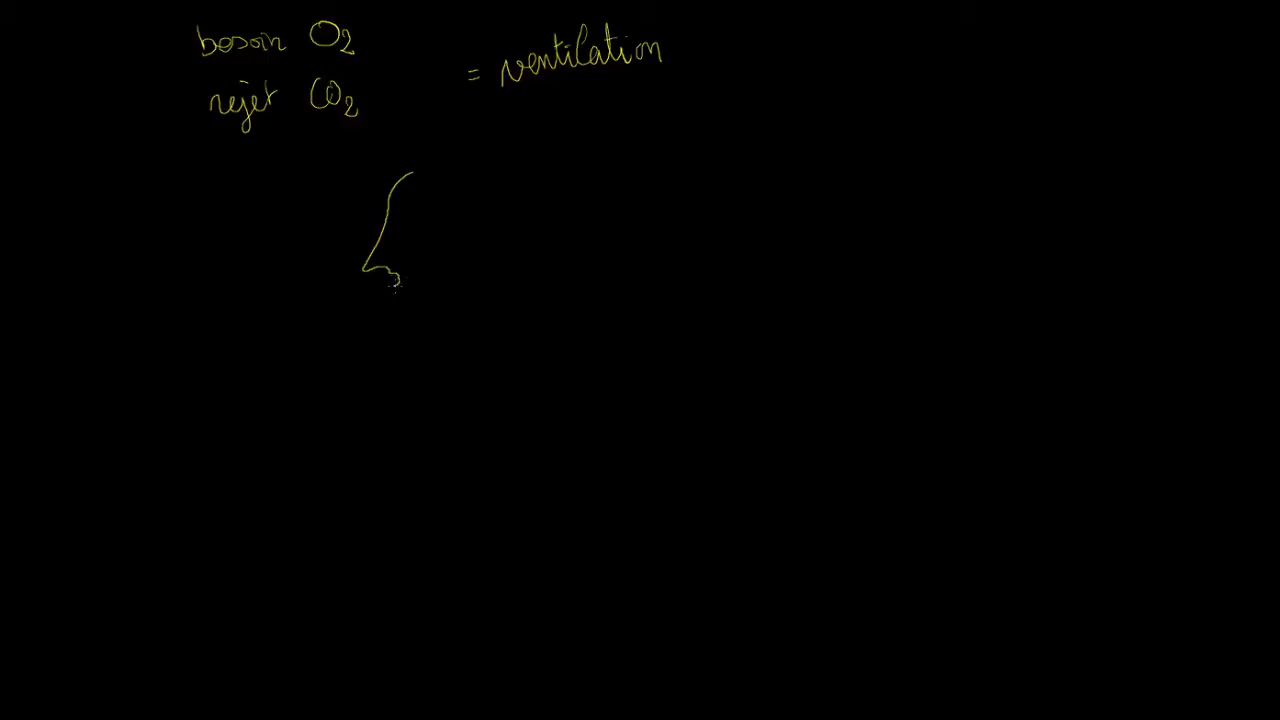 besoin O2
= ventilation
rejet CO2